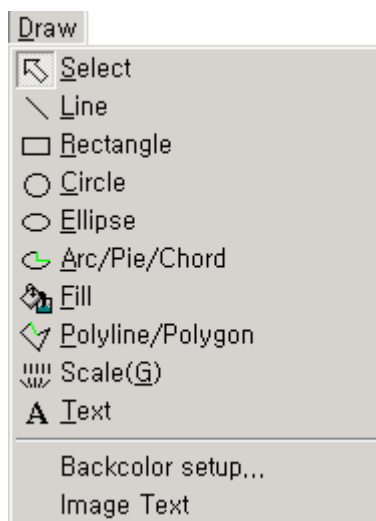 Draw
Select
Line
Rectangle
Circle
Ellipse
Arc/Pie/Chord
Fill
Polyline/Polygon
Scale(G)
A Text
Backcolor setup...
Image Text